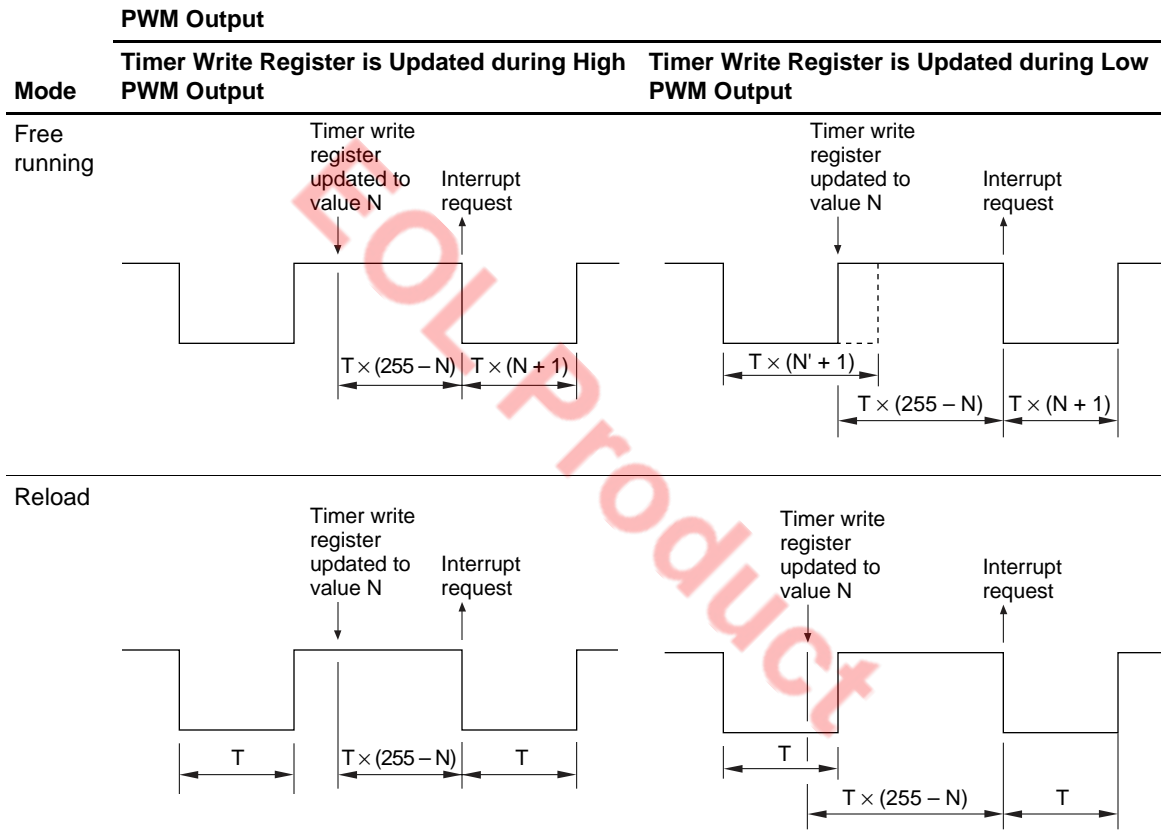 PWM Output
Mode
Timer Write Register is Updated during High
PWM Output
Timer Write Register is Updated during Low
PWM Output
Free
running
Timer write
register
updated to
value N
Interrupt
request
T × (255 – N)
T × (N + 1)
Timer write
register
updated to
value N
Interrupt
request
T × (N' + 1)
T × (255 – N)
T × (N + 1)
Reload
Timer write
register
updated to
value N
Interrupt
request
T
T × (255 – N)
T
Timer write
register
updated to
value N
Interrupt
request
T
T × (255 – N)
T
EOL Product